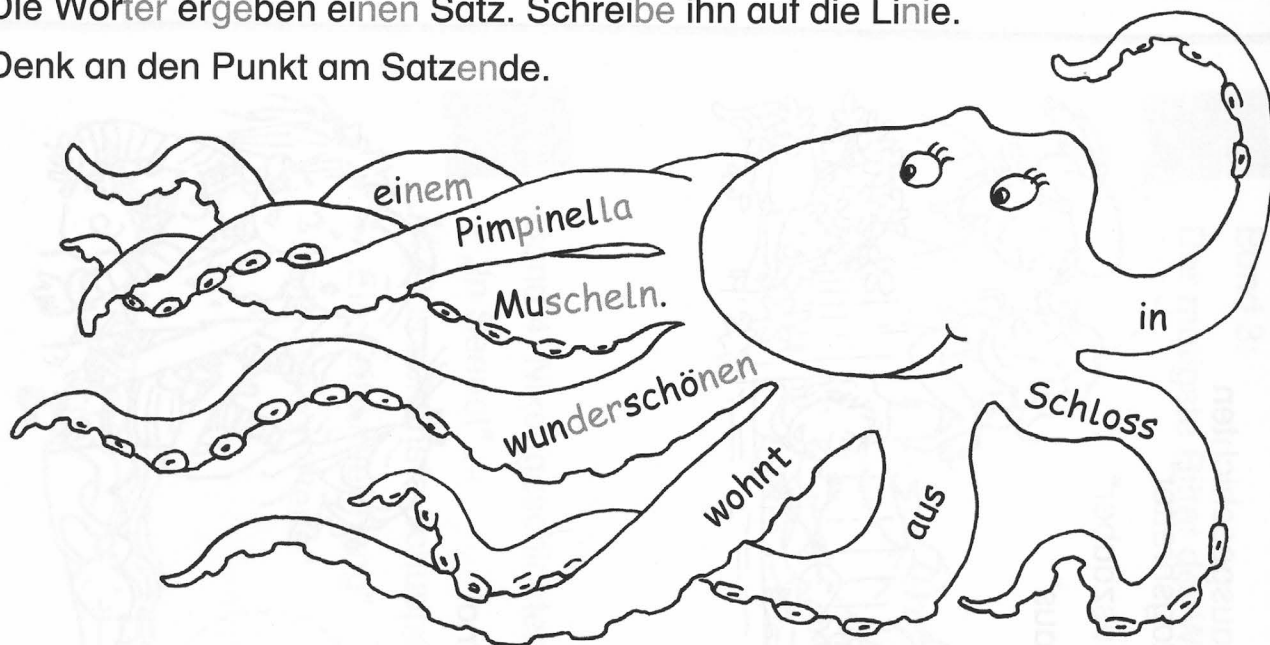 Die Wörter ergeben einen Satz. Schreibe ihn auf die Linie.
Denk an den Punkt am Satzende.
einem
Pimpinella
Muscheln.
in
wunderschönen
Schloss
wohnt
aus